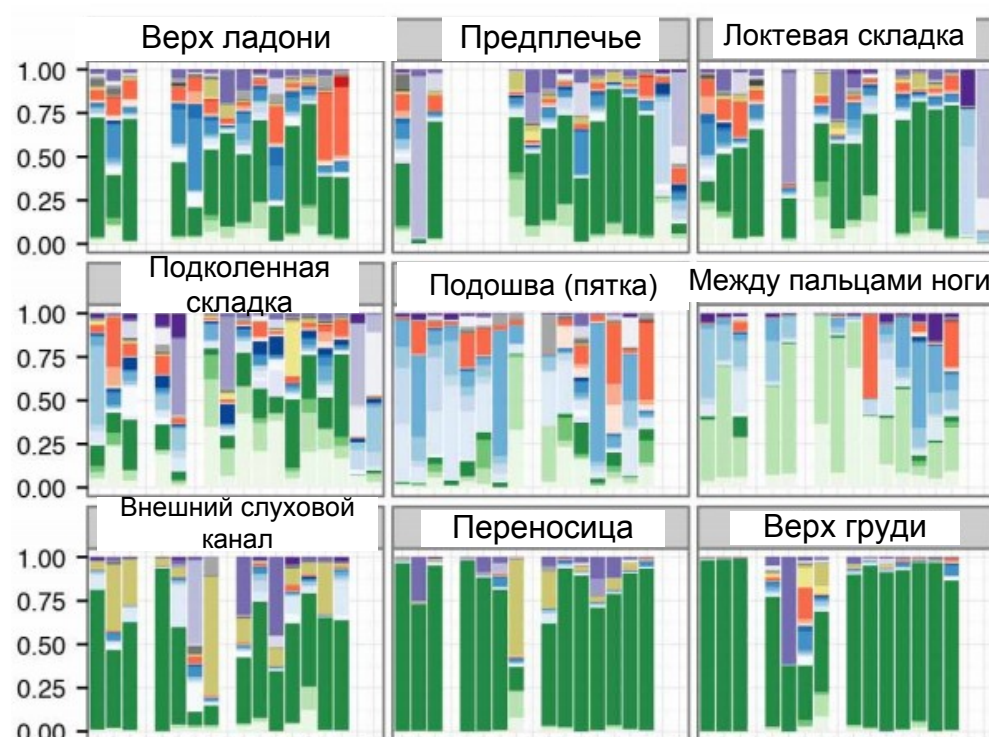 Верх ладони
Предплечье
Локтевая складка
1.00
0.75
0.50
0.25
0.00
Подколенная
складка
Подошва (пятка)
Между пальцами ноги
1.00
0.75
0.50
0.25
0.00
Внешний слуховой
канал
Переносица
Верх груди
1.00
0.75
0.50
0.25
0.00